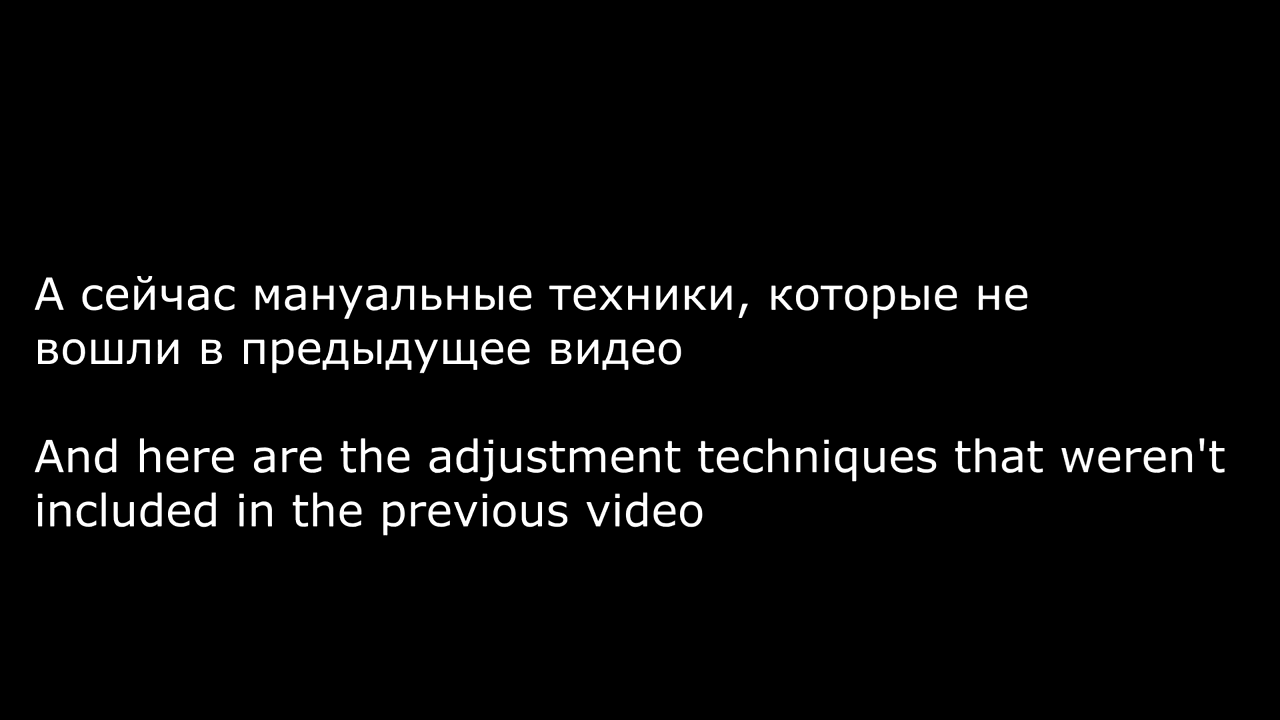 А сейчас мануальные техники, которые не
вошли в предыдущее видео
And here are the adjustment techniques that weren't
included in the previous video